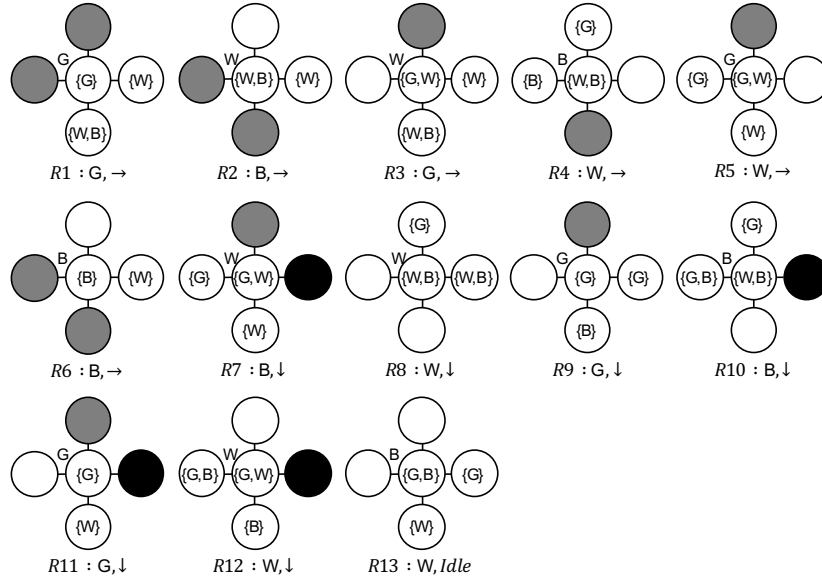 G {G} {W} {W,B}
R1 : G, →
W {W,B} {W}
R2 : B, →
W {G,W} {W} {W,B}
R3 : G, →
{G} B {B} {W,B}
R4 : W, →
G {G} {G,W} {W}
R5 : W, →
B {B} {W}
R6 : B, →
W {G} {G,W} {W}
R7 : B, ↓
{G} W {W,B} {W,B}
R8 : W, ↓
G {G} {G} {B}
R9 : G, ↓
{G} B {G,B} {W,B}
R10 : B, ↓
G {G} {W}
R11 : G, ↓
W {G,B} {G,W} {B}
R12 : W, ↓
B {G,B} {G} {W}
R13 : W, Idle